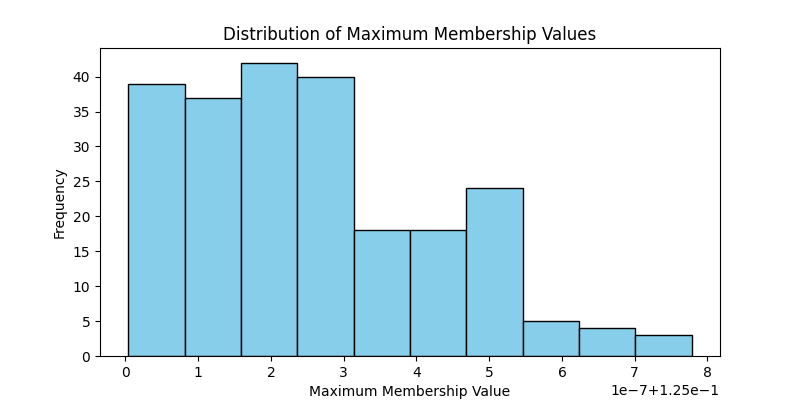 Distribution of Maximum Membership Values
Frequency
40
35
30
25
20
15
10
5
0
0 1 2 3 4 5 6 7 8
Maximum Membership Value
1e−7+1.25e−1